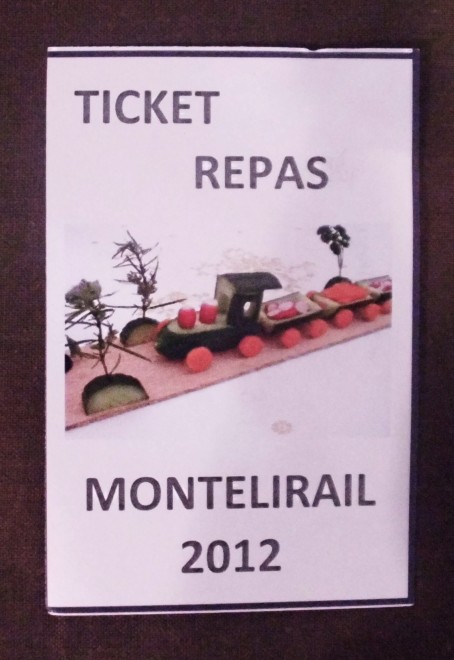 TICKET
REPAS
MONTELIRAIL
2012